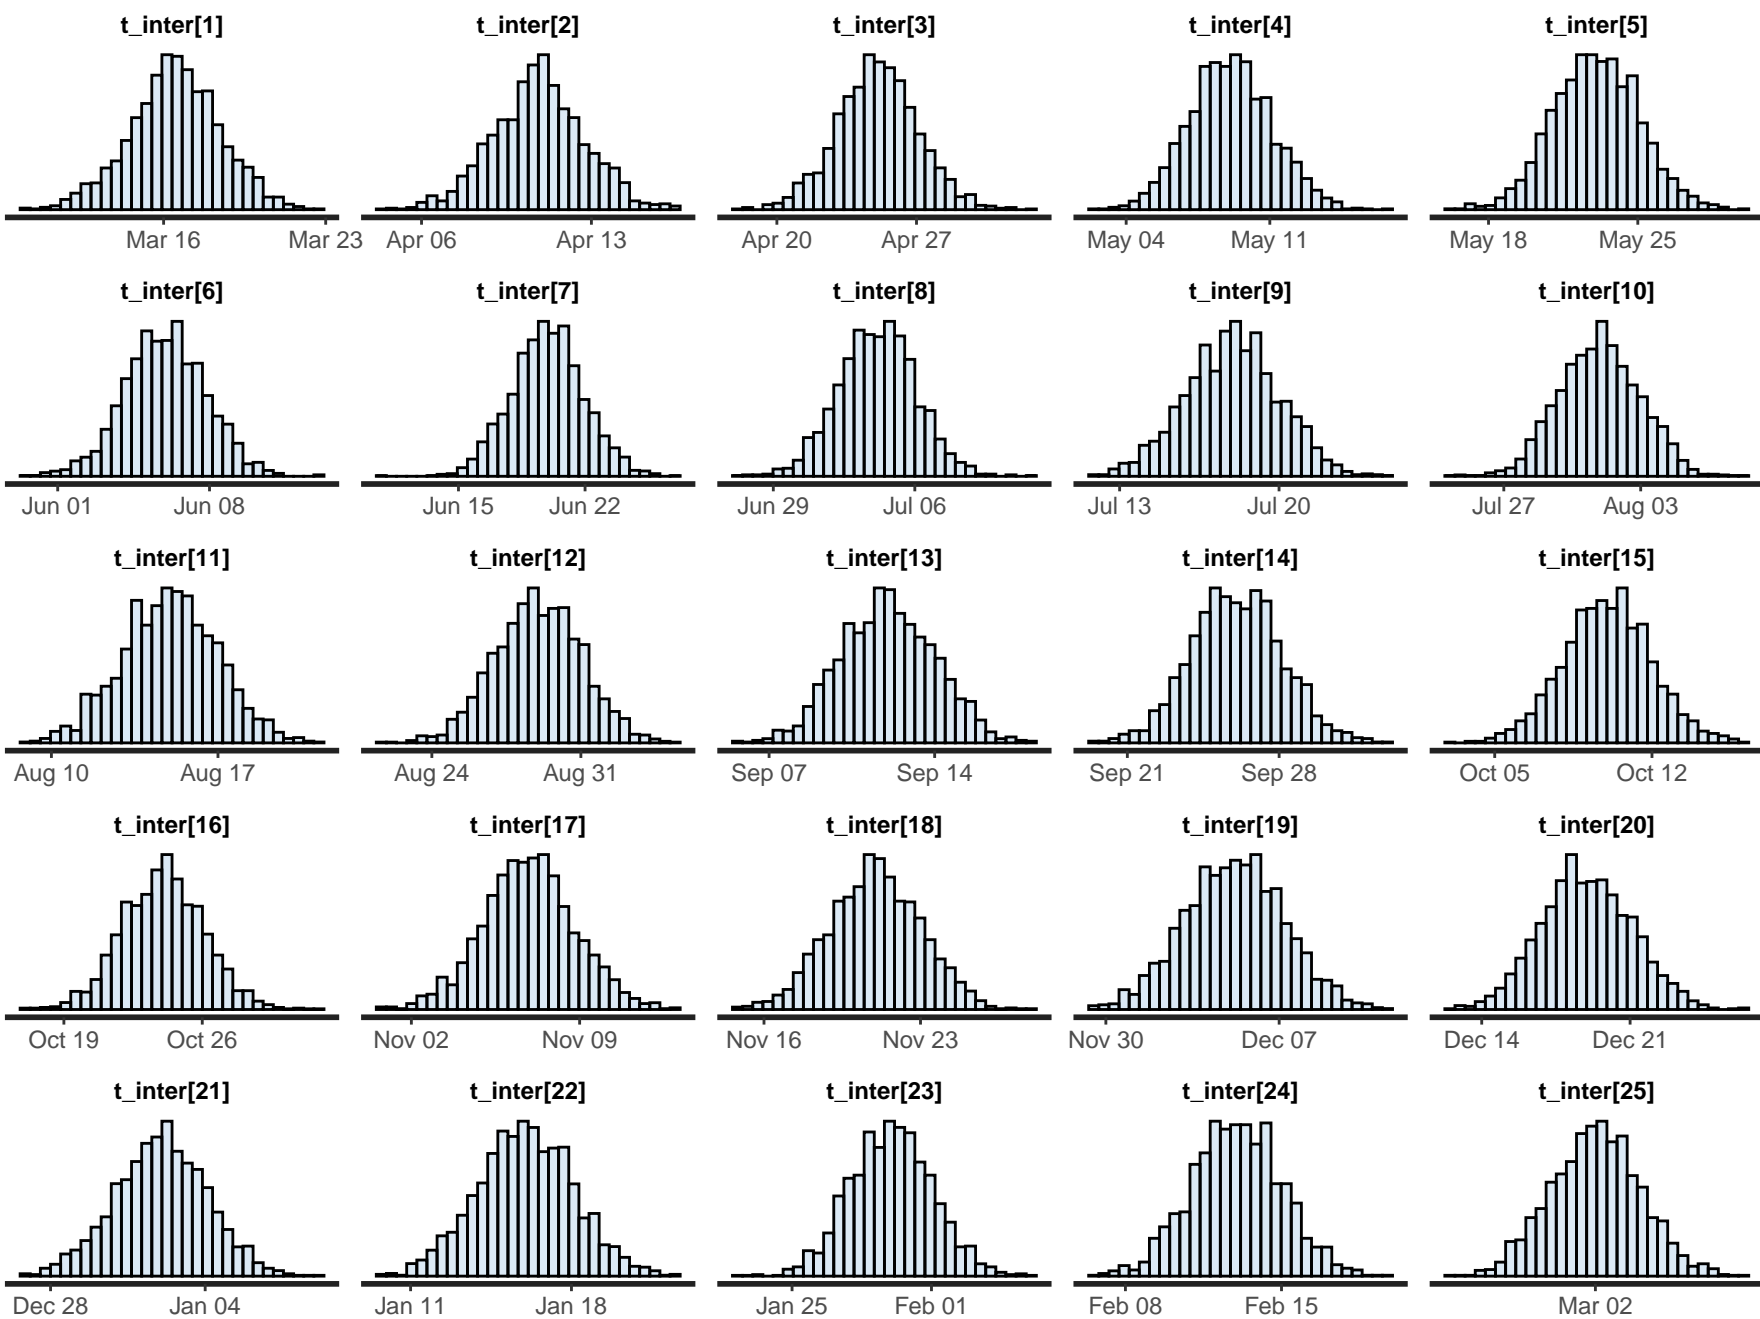 t_inter[1] t_inter[2] t_inter[3] t_inter[4] t_inter[5]
Mar 16 Mar 23 Apr 06 Apr 13 Apr 20 Apr 27 May 04 May 11 May 18 May 25
t_inter[6] t_inter[7] t_inter[8] t_inter[9] t_inter[10]
Jun 01 Jun 08 Jun 15 Jun 22 Jun 29 Jul 06 Jul 13 Jul 20 Jul 27 Aug 03
t_inter[11] t_inter[12] t_inter[13] t_inter[14] t_inter[15]
Aug 10 Aug 17 Aug 24 Aug 31 Sep 07 Sep 14 Sep 21 Sep 28 Oct 05 Oct 12
t_inter[16] t_inter[17] t_inter[18] t_inter[19] t_inter[20]
Oct 19 Oct 26 Nov 02 Nov 09 Nov 16 Nov 23 Nov 30 Dec 07 Dec 14 Dec 21
t_inter[21] t_inter[22] t_inter[23] t_inter[24] t_inter[25]
Dec 28 Jan 04 Jan 11 Jan 18 Jan 25 Feb 01 Feb 08 Feb 15 Mar 02